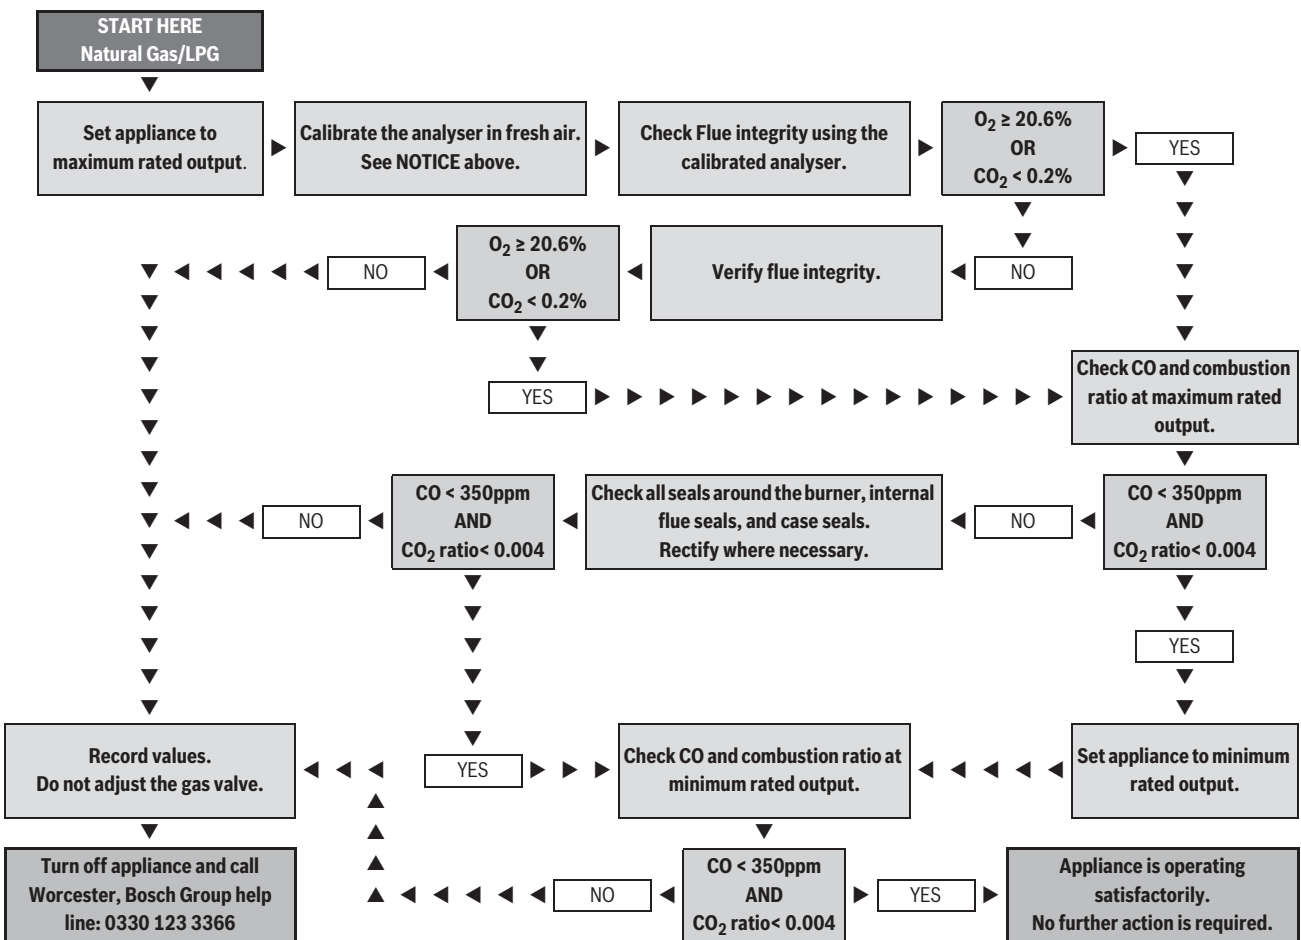 START HERE
Natural Gas/LPG
Set appliance to
maximum rated output.
Calibrate the analyser in fresh air.
See NOTICE above.
Check Flue integrity using the
calibrated analyser.
O2 ≥ 20.6%
OR
CO2 < 0.2%
YES
O2 ≥ 20.6%
OR
CO2 < 0.2%
NO
Verify flue integrity.
NO
YES
Check CO and combustion
ratio at maximum rated
output.
CO < 350ppm
AND
CO2 ratio< 0.004
NO
Check all seals around the burner, internal
flue seals, and case seals.
Rectify where necessary.
NO
CO < 350ppm
AND
CO2 ratio< 0.004
YES
Record values.
Do not adjust the gas valve.
YES
Check CO and combustion ratio at
minimum rated output.
Set appliance to minimum
rated output.
Turn off appliance and call
Worcester, Bosch Group help
line: 0330 123 3366
NO
CO < 350ppm
AND
CO2 ratio< 0.004
YES
Appliance is operating
satisfactorily.
No further action is required.